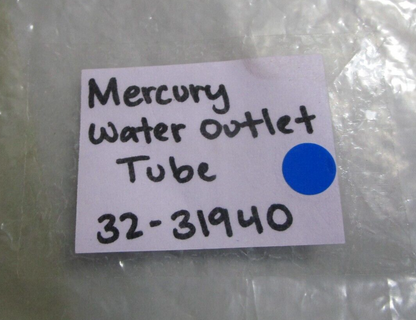 Mercury
Water Outlet
Tube
32-31940